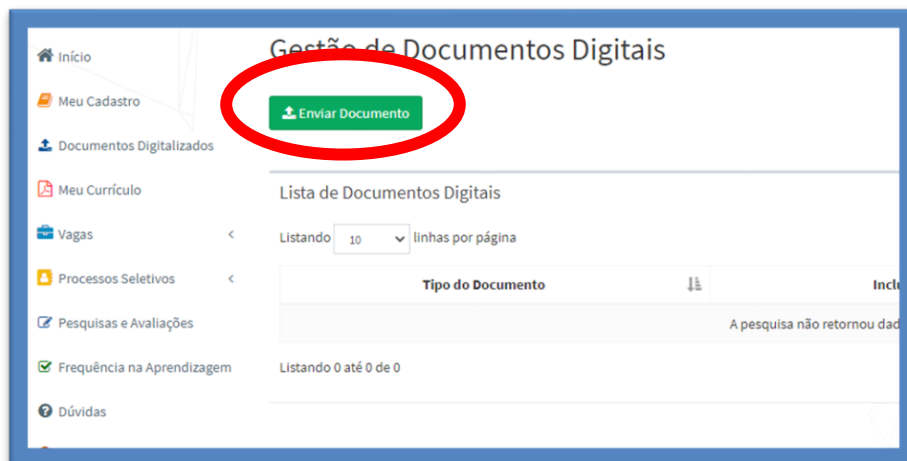 Gestão de Documentos Digitais
Enviar Documento
Início
Meu Cadastro
Documentos Digitalizados
Meu Currículo
Vagas
Processos Seletivos
Pesquisas e Avaliações
Frequência na Aprendizagem
Dúvidas
Lista de Documentos Digitais
Listando 10 linhas por página
Tipo do Documento
A pesquisa não retornou
Listando 0 até 0 de 0